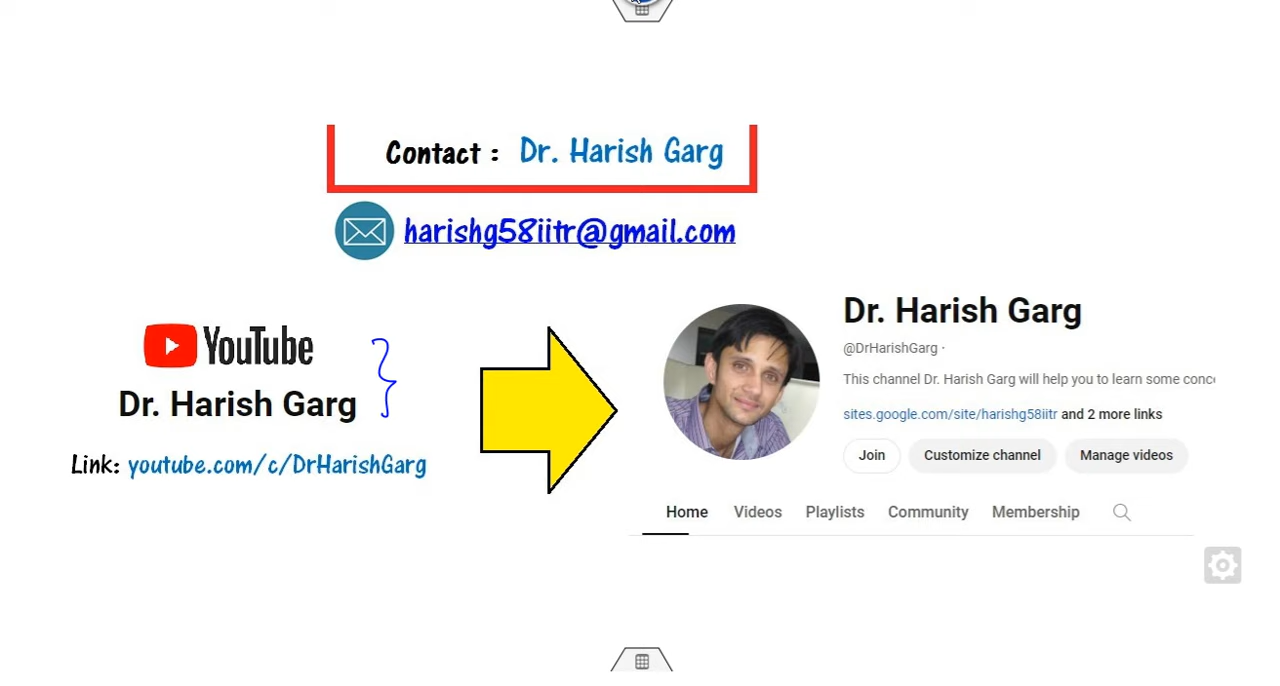 Contact : Dr. Harish Garg
harishg58iitr@gmail.com
YouTube
Dr. Harish Garg
Link: youtube.com/c/DrHarishGarg
Dr. Harish Garg
@DrHarishGarg ·
This channel Dr. Harish Garg will help you to learn some conce
sites.google.com/site/harishg58iitr and 2 more links
Join Customize channel Manage videos
Home Videos Playlists Community Membership